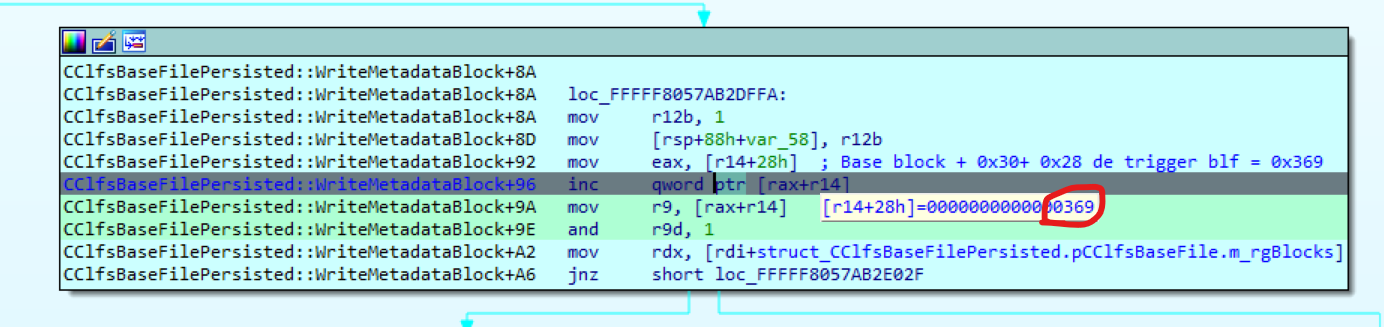 CClfsBaseFilePersisted::WriteMetadataBlock+8A
CClfsBaseFilePersisted::WriteMetadataBlock+8A loc_FFFFF8057AB2DFFA:
CClfsBaseFilePersisted::WriteMetadataBlock+8A mov r12b, 1
CClfsBaseFilePersisted::WriteMetadataBlock+8D mov [rsp+88h+var_58], r12b
CClfsBaseFilePersisted::WriteMetadataBlock+92 mov eax, [r14+28h] ; Base block + 0x30+ 0x28 de trigger blf = 0x369
CClfsBaseFilePersisted::WriteMetadataBlock+96 inc qword ptr [rax+r14]
CClfsBaseFilePersisted::WriteMetadataBlock+9A mov r9, [rax+r14] [r14+28h]=0000000000000369
CClfsBaseFilePersisted::WriteMetadataBlock+9E and r9d, 1
CClfsBaseFilePersisted::WriteMetadataBlock+A2 mov rdx, [rdi+struct_CClfsBaseFilePersisted.pCClfsBaseFile.m_rgBlocks]
CClfsBaseFilePersisted::WriteMetadataBlock+A6 jnz short loc_FFFFF8057AB2E02F